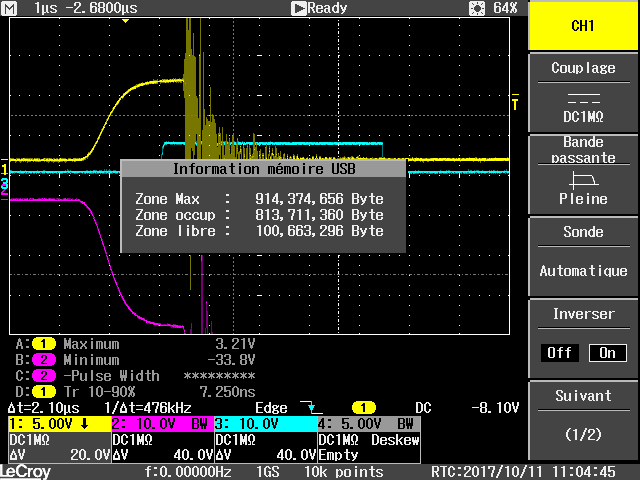 M 1µs -2.6800µs Ready 64%
CH1
Couplage
DC1MΩ
Bande
passante
Pleine
Sonde
Automatique
Inverser
Off On
Suivant
(1/2)
T
1
3
2
Information mémoire USB
Zone Max : 914,374,656 Byte
Zone occup : 813,711,360 Byte
Zone libre : 100,663,296 Byte
A: 1 Maximum 3.21V
B: 2 Minimum -33.8V
C: 2 -Pulse Width *********
D: 1 Tr 10-90% 7.250ns
Δt=2.10µs 1/Δt=476kHz Edge 1 DC -8.10V
1: 5.00V 2: 10.0V BW 3: 10.0V 4: 5.00V BW
DC1MΩ DC1MΩ DC1MΩ DC1MΩ Deskew
ΔV 20.0V ΔV 40.0V ΔV 40.0V Empty
LeCroy f:0.00000Hz 1GS 10k points RTC:2017/10/11 11:04:45